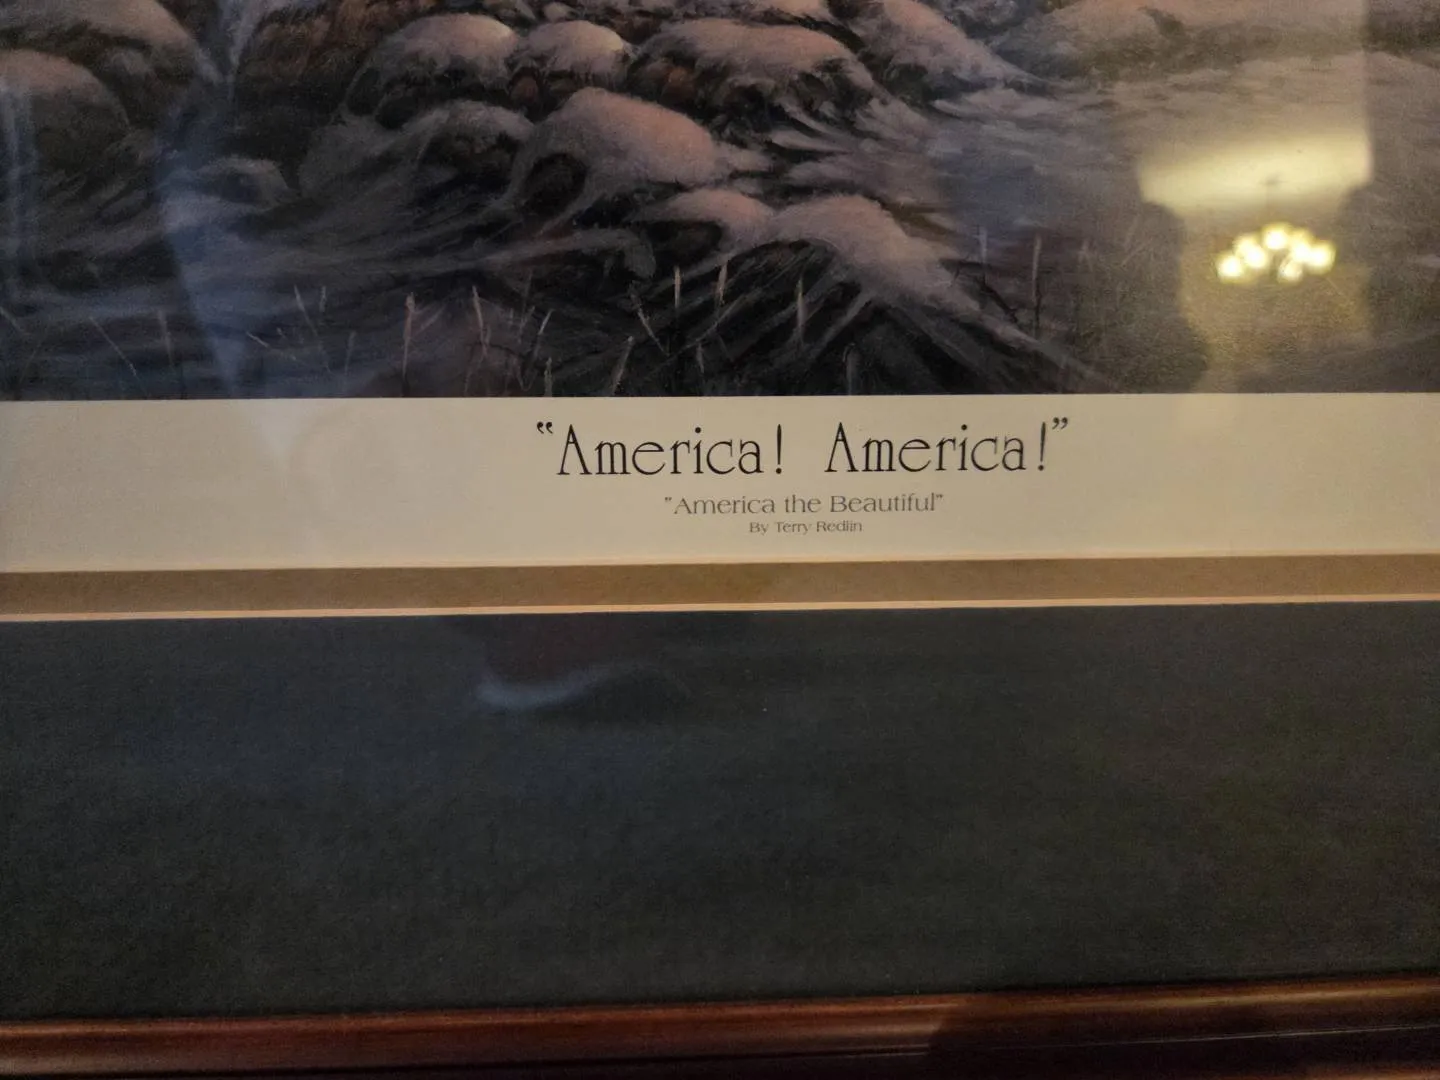 “America! America!”
"America the Beautiful"
By Terry Redlin